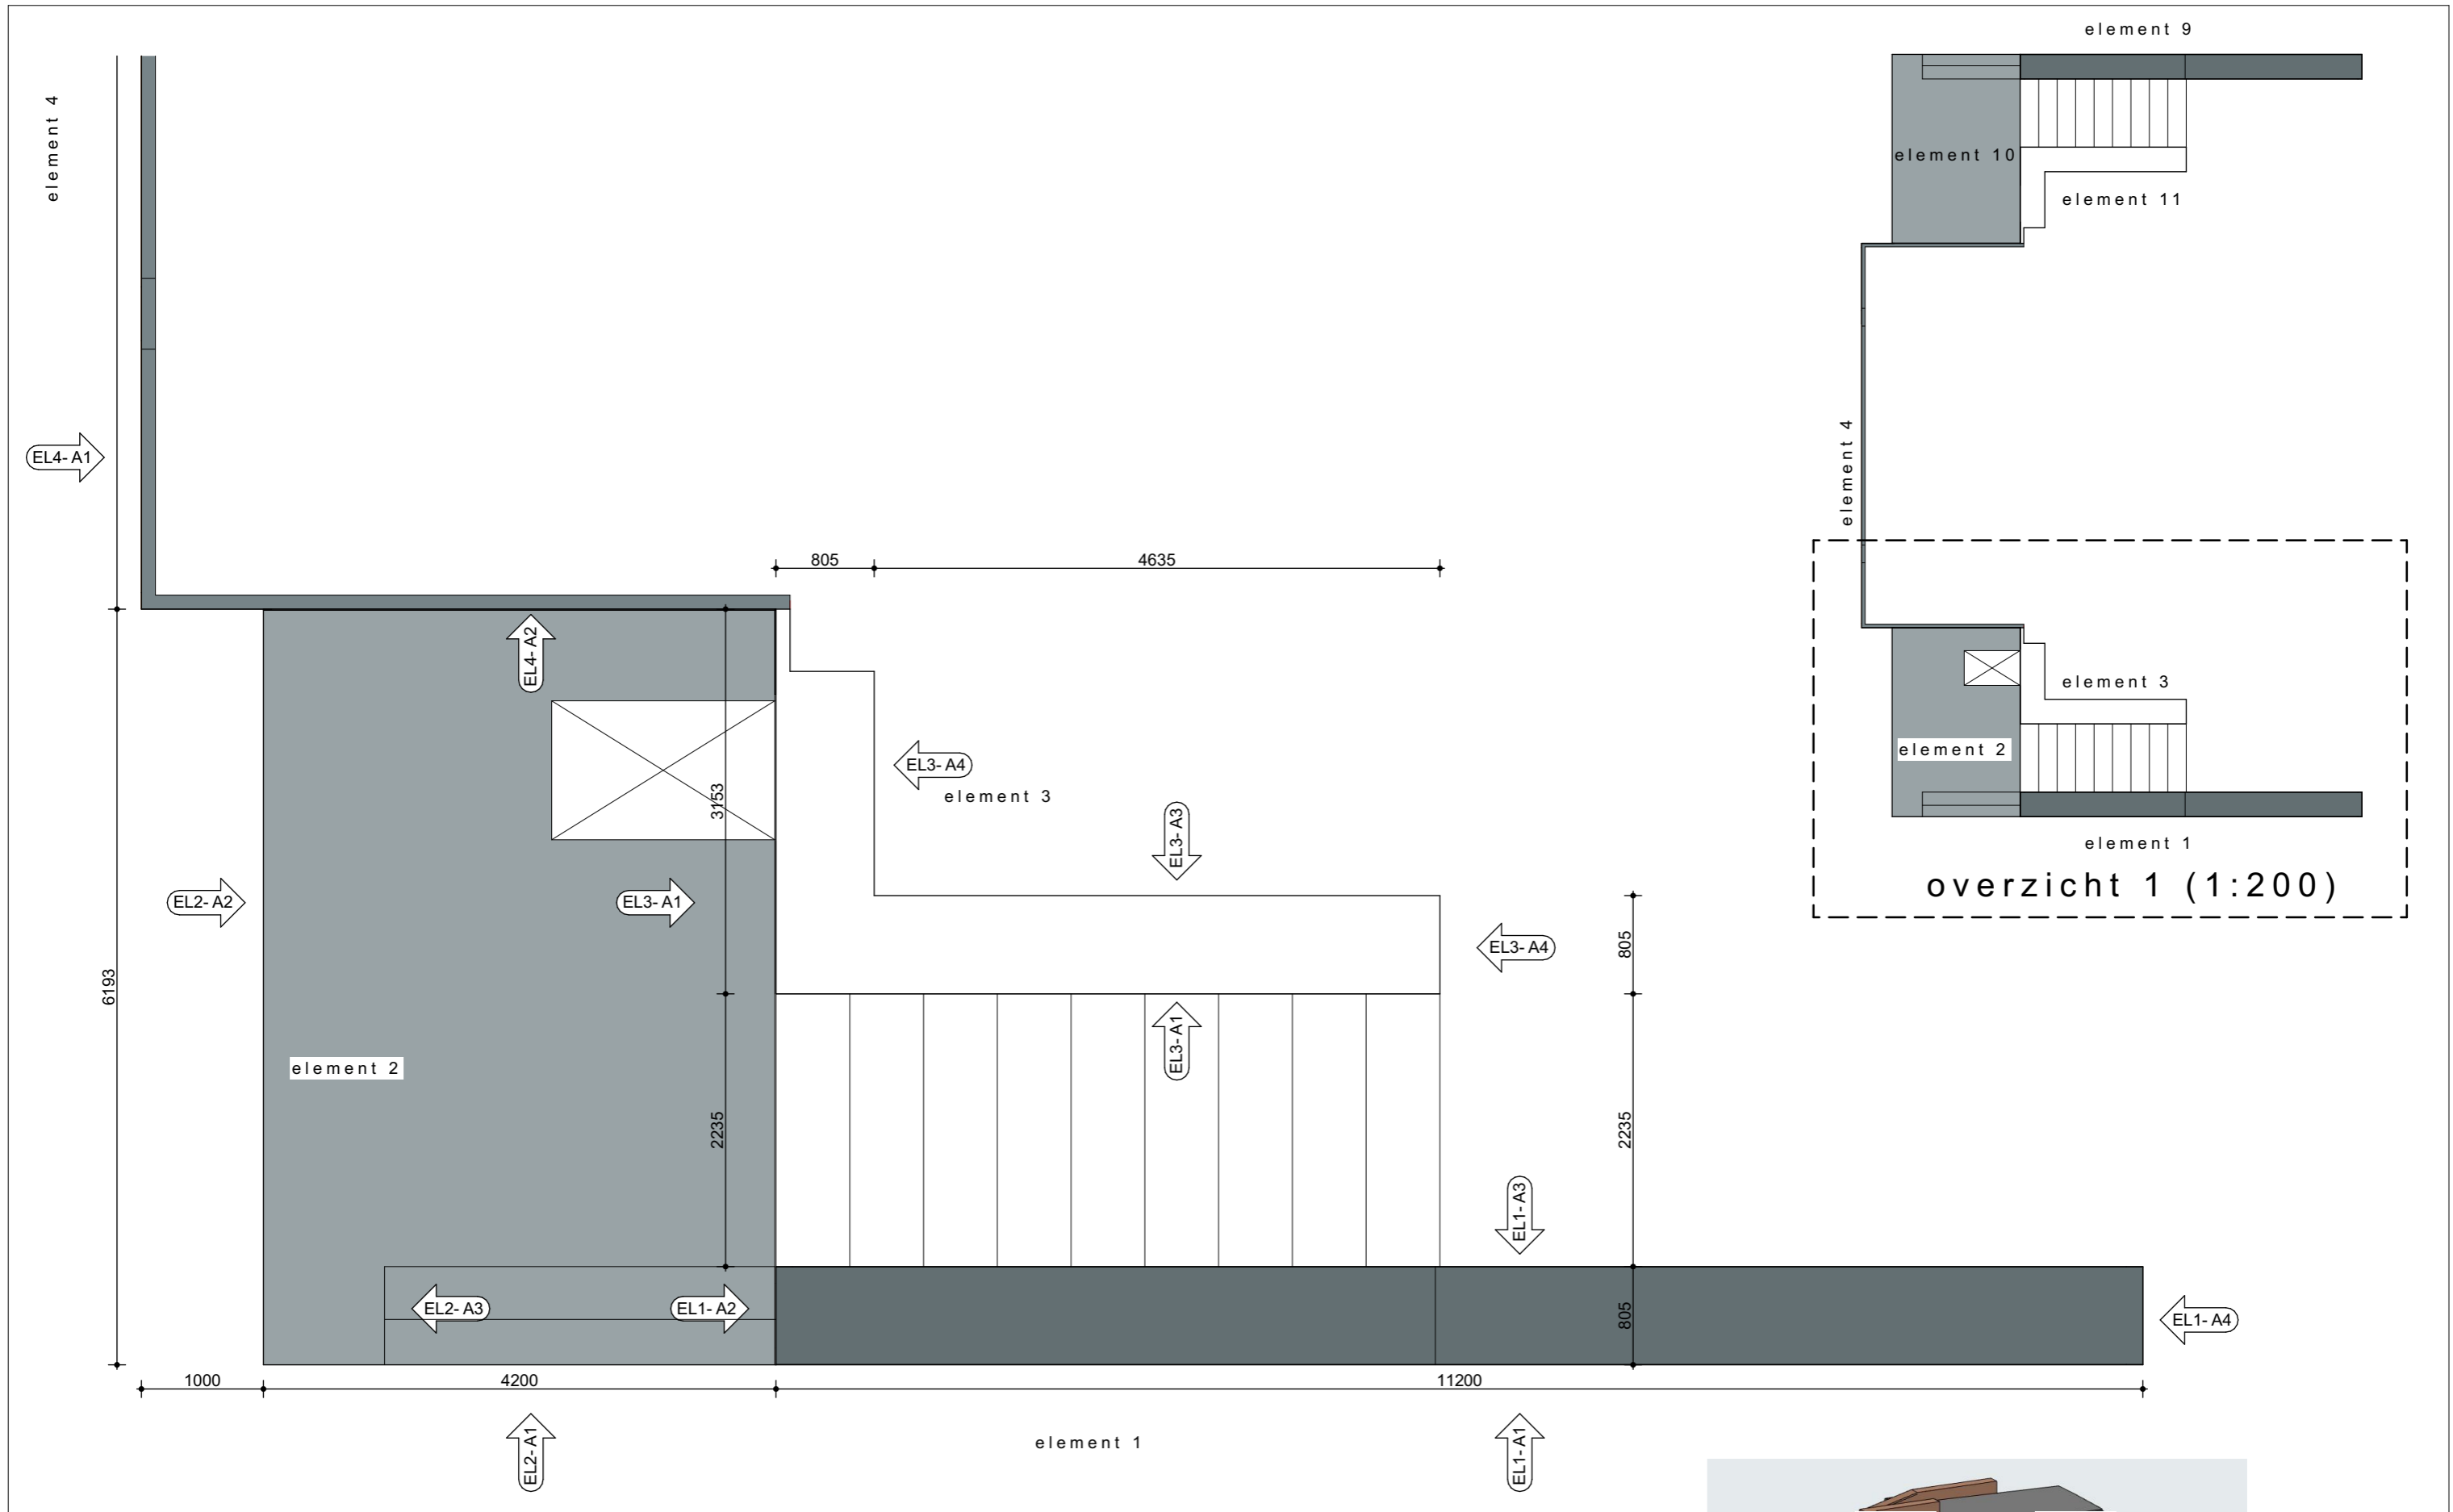 element 9
element 4
element 10
element 11
EL4- A1
element 4
805
4635
EL4- A2
element 3
EL3- A4
element 3
3153
EL3- A3
element 2
element 1
overzicht 1 (1:200)
EL2- A2
EL3- A1
EL3- A4
805
6193
EL3- A1
element 2
2235
2235
EL1- A3
EL2- A3
EL1- A2
805
EL1- A4
1000
4200
11200
EL2- A1
element 1
EL1- A1